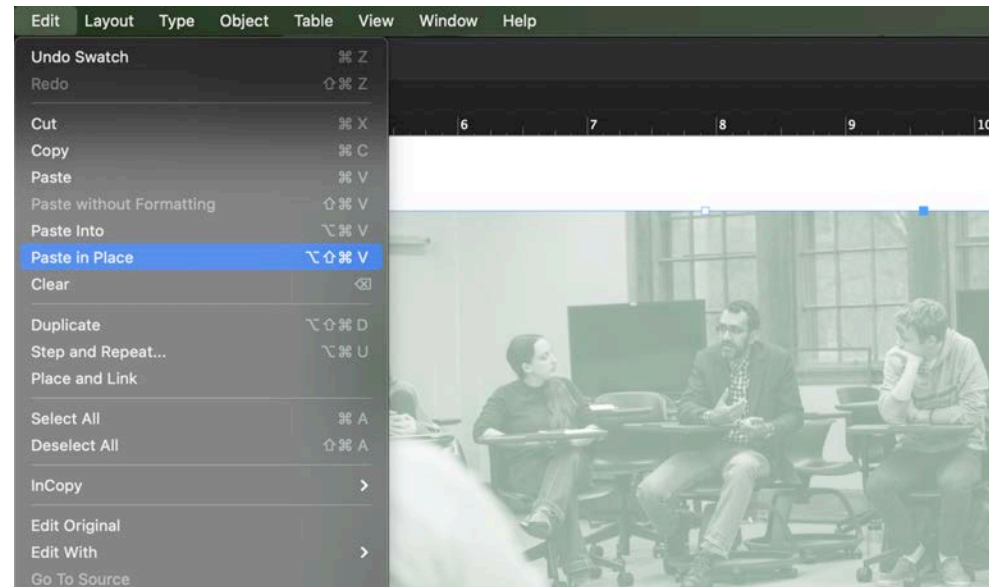 Edit Layout Type Object Table View Window Help
Undo Swatch ⌘ Z
Redo ⇧⌘ Z
Cut ⌘ X
Copy ⌘ C
Paste ⌘ V
Paste without Formatting ⇧⌘ V
Paste Into ⌥⌘ V
Paste in Place ⌥⇧⌘ V
Clear ⌫
Duplicate ⌥⇧⌘ D
Step and Repeat... ⌥⌘ U
Place and Link
Select All ⌘ A
Deselect All ⇧⌘ A
InCopy >
Edit Original
Edit With >
Go To Source
6 7 8 9 10